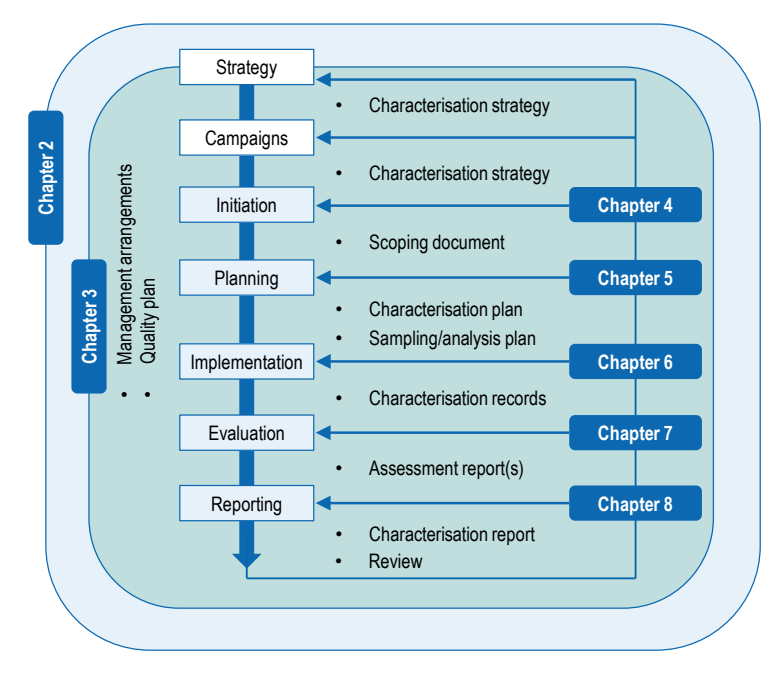 Strategy
• Characterisation strategy
Campaigns
• Characterisation strategy
Initiation
Chapter 4
• Scoping document
Planning
Chapter 5
• Characterisation plan
• Sampling/analysis plan
Implementation
Chapter 6
• Characterisation records
Evaluation
Chapter 7
• Assessment report(s)
Reporting
Chapter 8
• Characterisation report
• Review
Chapter 2
Chapter 3
• Management arrangements
• Quality plan